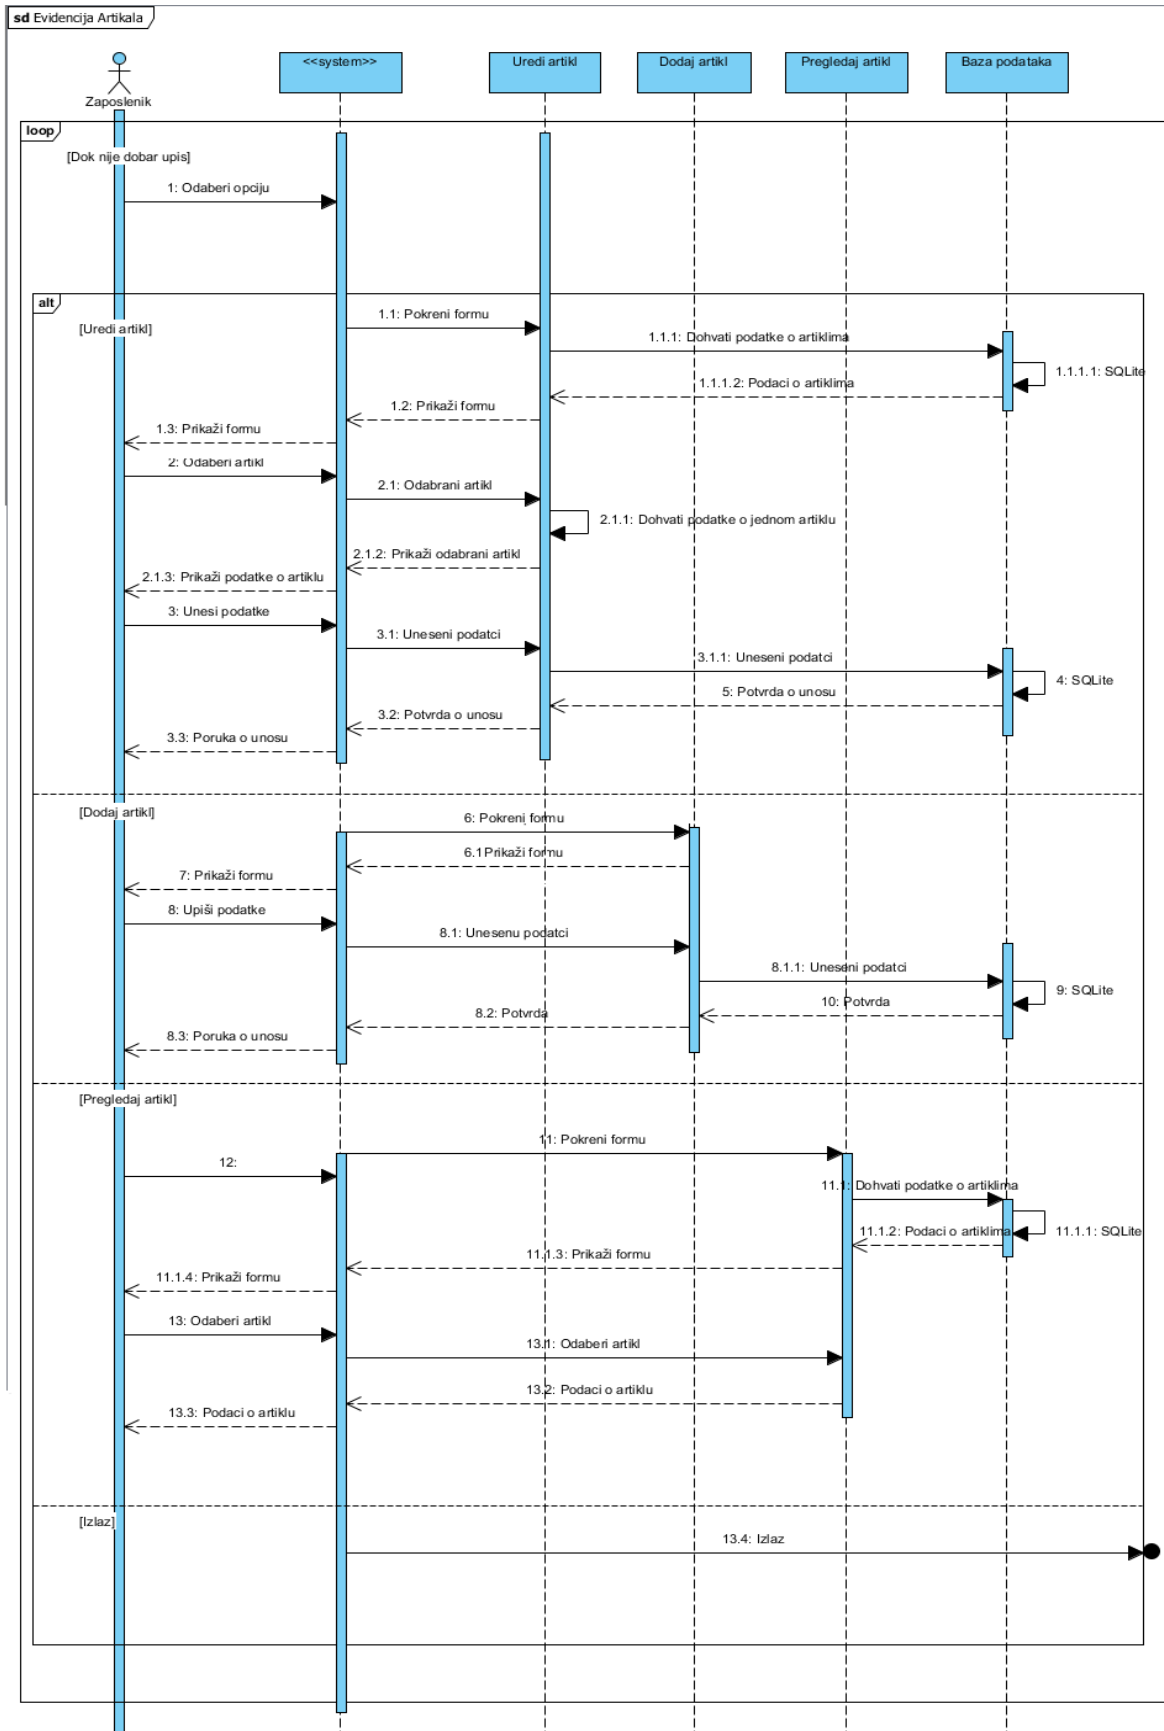 sd Evidencija Artikala
Zaposlenik
<<system>>
Uredi artikl
Dodaj artikl
Pregledaj artikl
Baza podataka
loop
[Dok nije dobar upis]
1: Odaberi opciju
alt
[Uredi artikl]
1.1: Pokreni formu
1.1.1: Dohvati podatke o artiklima
1.1.1.1: SQLite
1.1.1.2: Podaci o artiklima
1.2: Prikaži formu
1.3: Prikaži formu
2: Odaberi artikl
2.1: Odabrani artikl
2.1.1: Dohvati podatke o jednom artiklu
2.1.2: Prikaži odabrani artikl
2.1.3: Prikaži podatke o artiklu
3: Unesi podatke
3.1: Uneseni podatci
3.1.1: Uneseni podatci
4: SQLite
5: Potvrda o unosu
3.2: Potvrda o unosu
3.3: Poruka o unosu
[Dodaj artikl]
6: Pokreni formu
6.1Prikaži formu
7: Prikaži formu
8: Upiši podatke
8.1: Unesenu podatci
8.1.1: Uneseni podatci
9: SQLite
10: Potvrda
8.2: Potvrda
8.3: Poruka o unosu
[Pregledaj artikl]
11: Pokreni formu
12:
11.1: Dohvati podatke o artiklima
11.1.1: SQLite
11.1.2: Podaci o artiklima
11.1.3: Prikaži formu
11.1.4: Prikaži formu
13: Odaberi artikl
13.1: Odaberi artikl
13.2: Podaci o artiklu
13.3: Podaci o artiklu
[Izlaz]
13.4: Izlaz